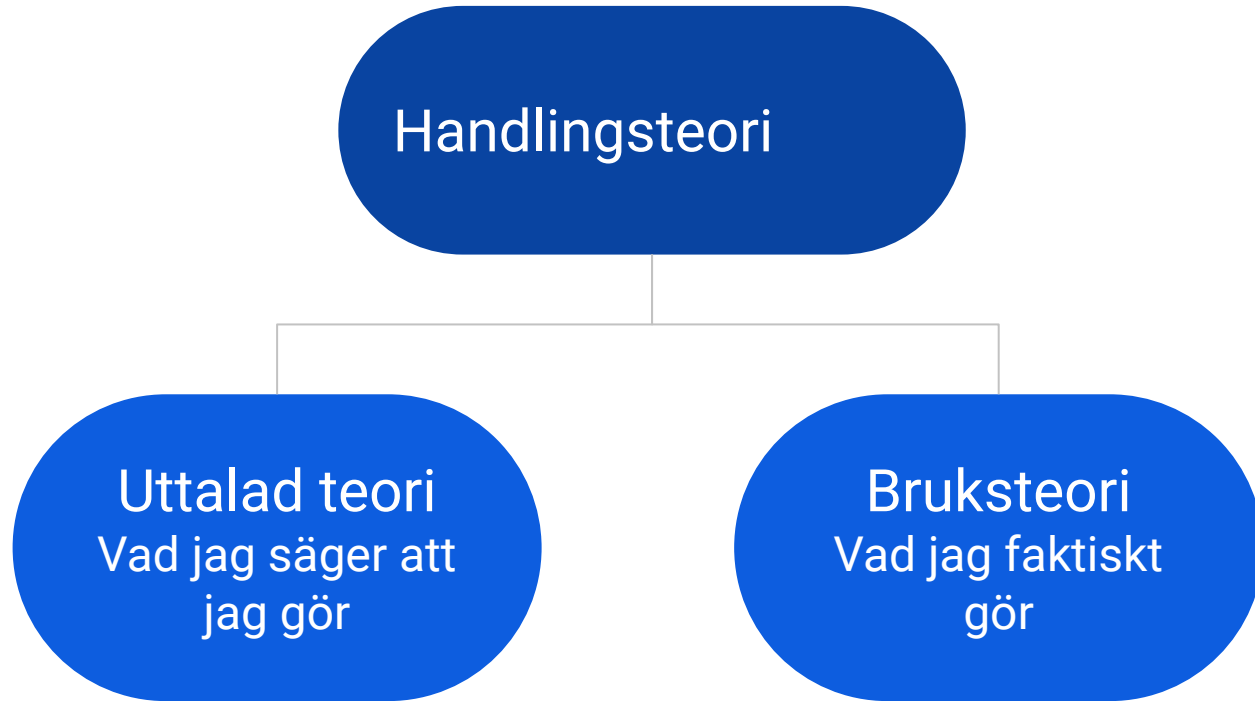 Handlingsteori
Uttalad teori
Vad jag säger att
jag gör
Bruksteori
Vad jag faktiskt
gör